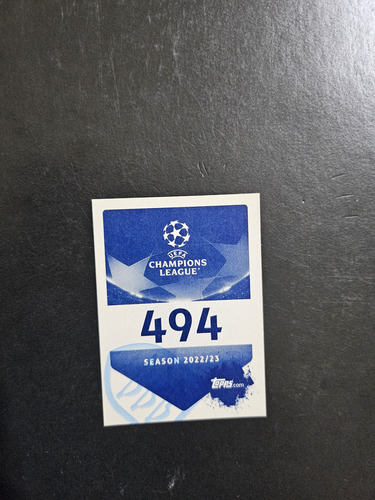 UEFA
CHAMPIONS
LEAGUE
494
SEASON 2022/23
TOPPS.com